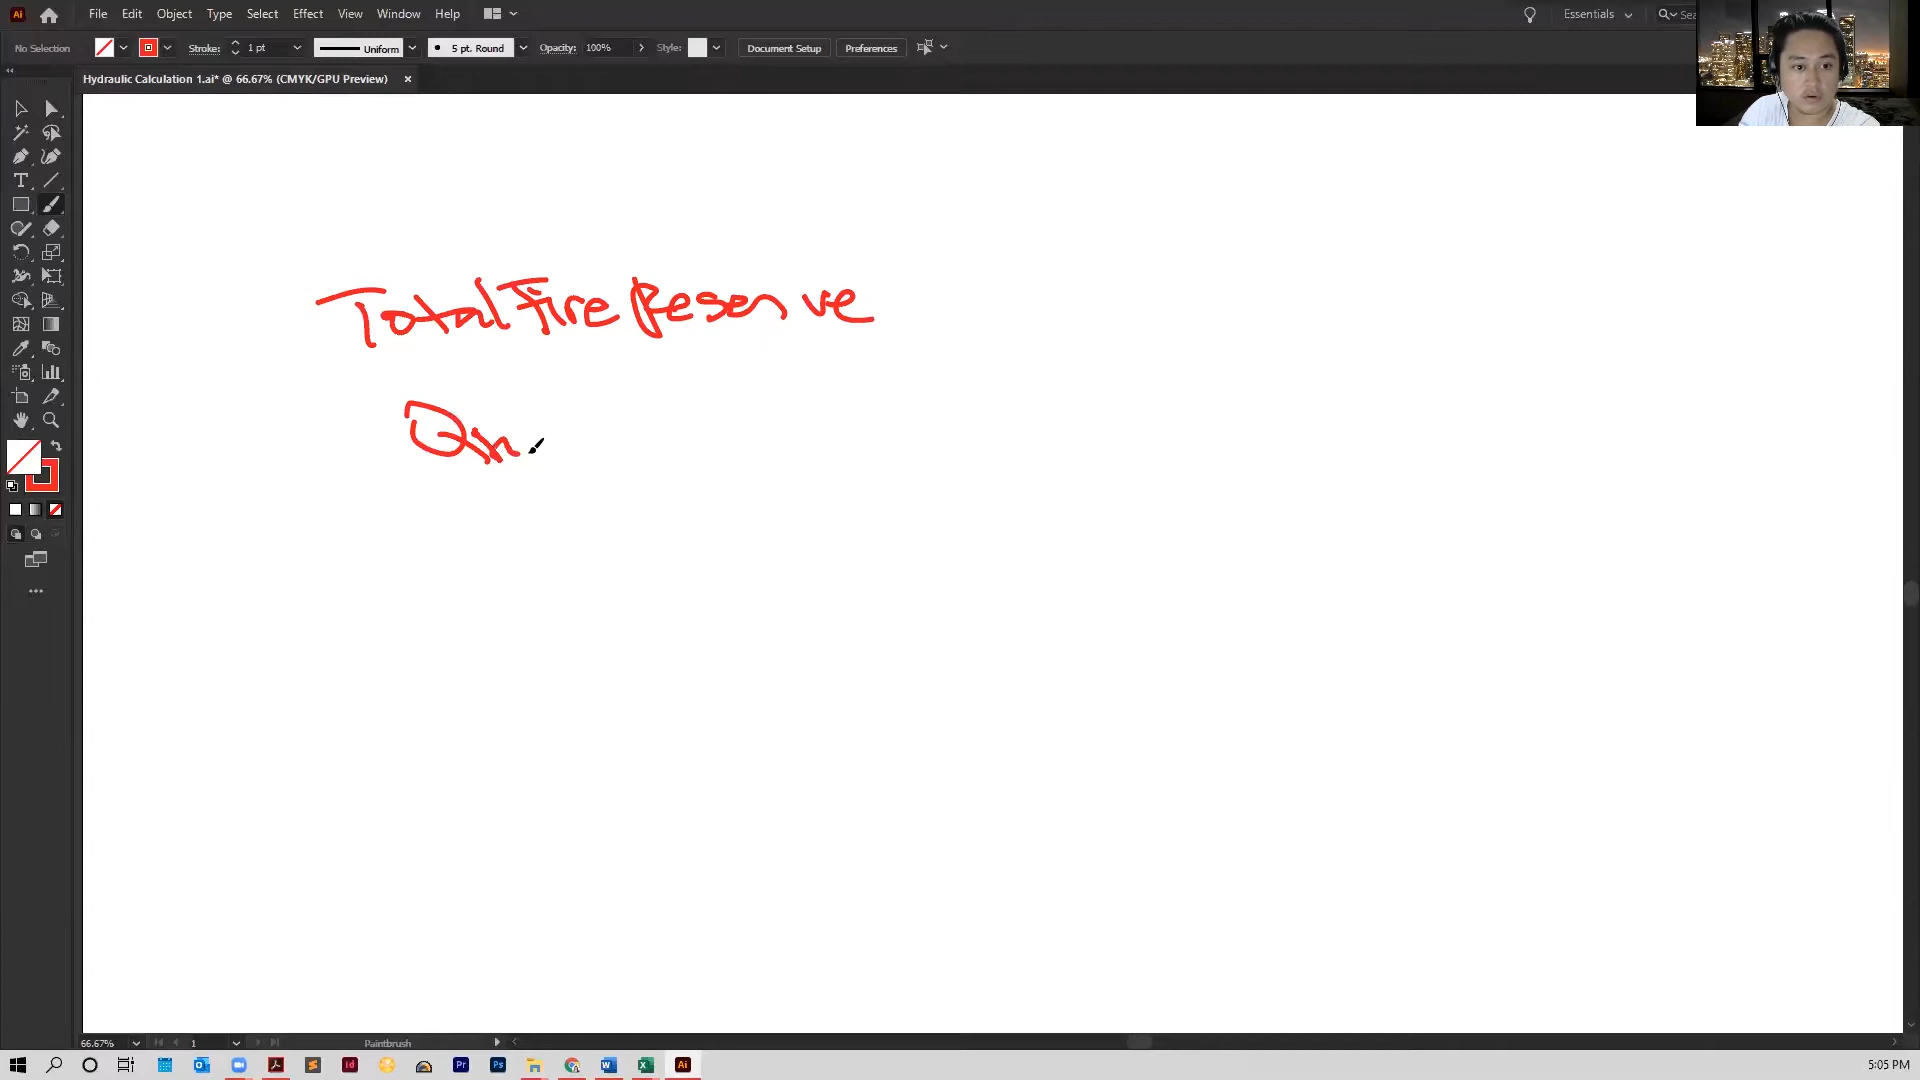 File Edit Object Type Select Effect View Window Help Essentials Sea
No Selection Stroke: 1 pt Uniform 5 pt. Round Opacity: 100% Style: Document Setup Preferences
Hydraulic Calculation 1.ai* @ 66.67% (CMYK/GPU Preview) ×
Total Fire Reserve
66.67% 1 Paintbrush
5:05 PM